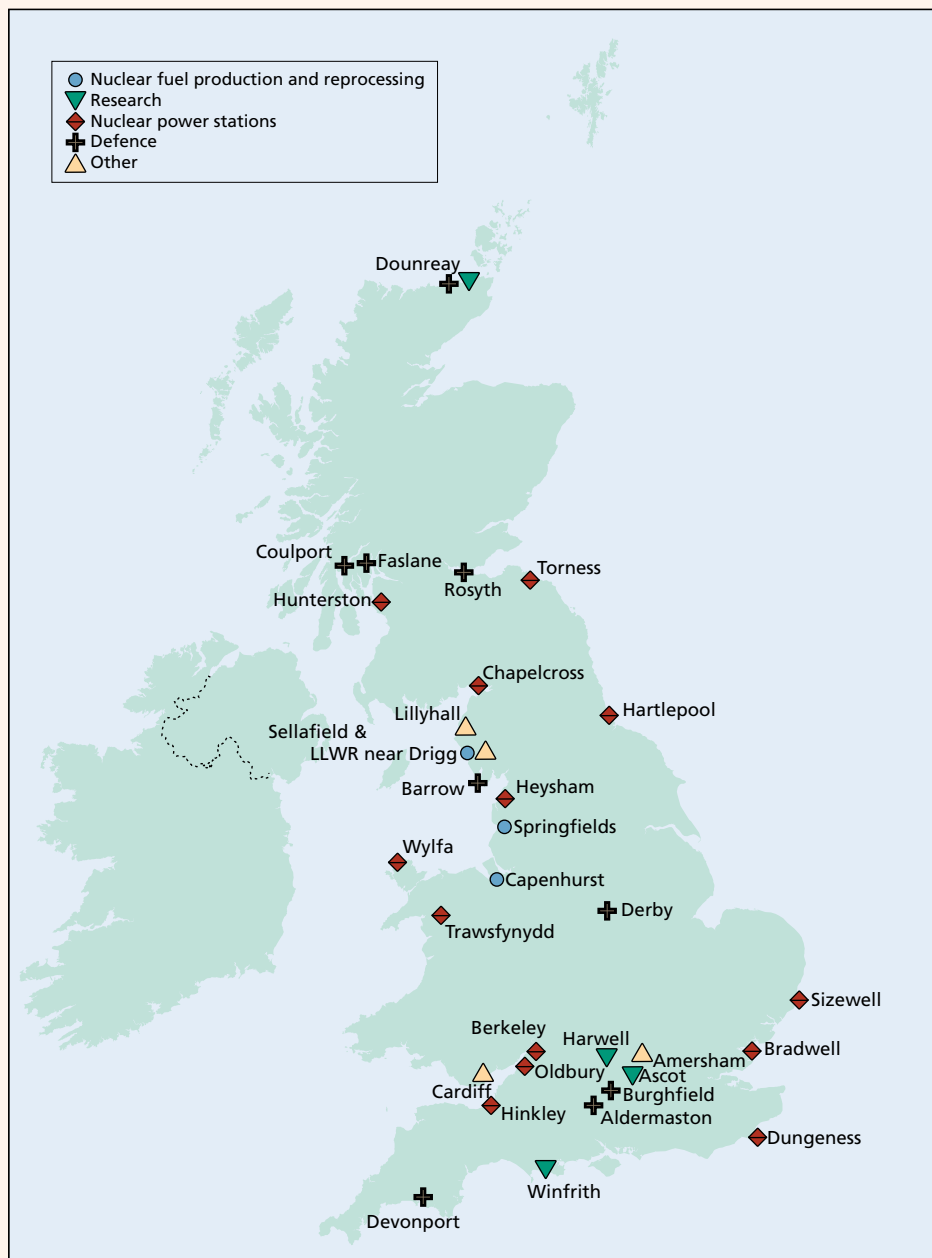 Nuclear fuel production and reprocessing
Research
Nuclear power stations
Defence
Other
Dounreay
Coulport
Faslane
Rosyth
Torness
Hunterston
Chapelcross
Lillyhall
Hartlepool
Sellafield &
LLWR near Drigg
Barrow
Heysham
Springfields
Wylfa
Capenhurst
Derby
Trawsfynydd
Sizewell
Berkeley
Harwell
Bradwell
Amersham
Oldbury
Ascot
Cardiff
Burghfield
Hinkley
Aldermaston
Dungeness
Winfrith
Devonport